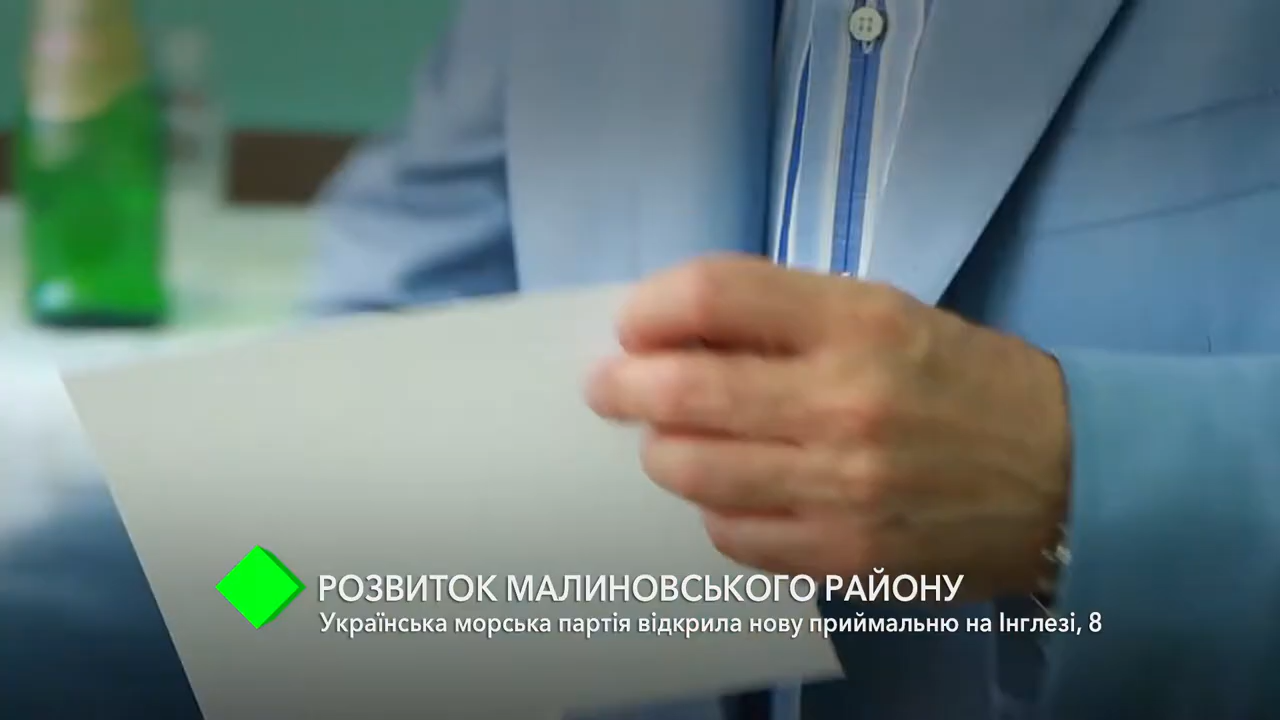 РОЗВИТОК МАЛИНОВСЬКОГО РАЙОНУ
Українська морська партія відкрила нову приймальню на Інглезі, 8